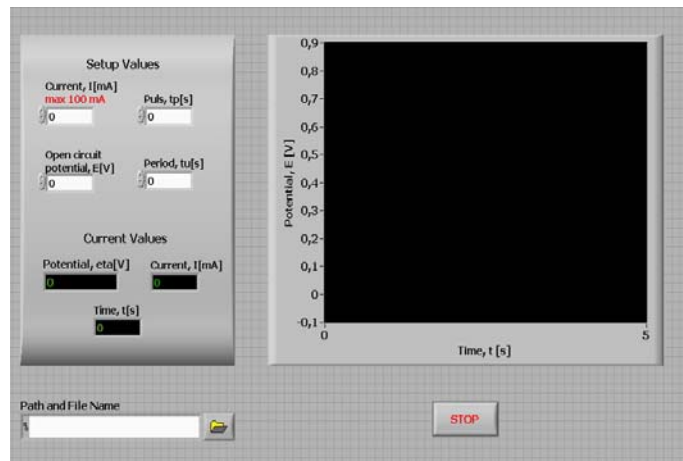 Setup Values
Current, I[mA]
max 100 mA
0
Puls, tp[s]
0
Open circuit
potential, E[V]
0
Period, tu[s]
0
Current Values
Potential, eta[V]
0
Current, I[mA]
0
Time, t[s]
0
Path and File Name
0,9
0,8
0,7
0,6
0,5
0,4
0,3
0,2
0,1
0
-0,1
Potential, E [V]
0
5
Time, t [s]
STOP